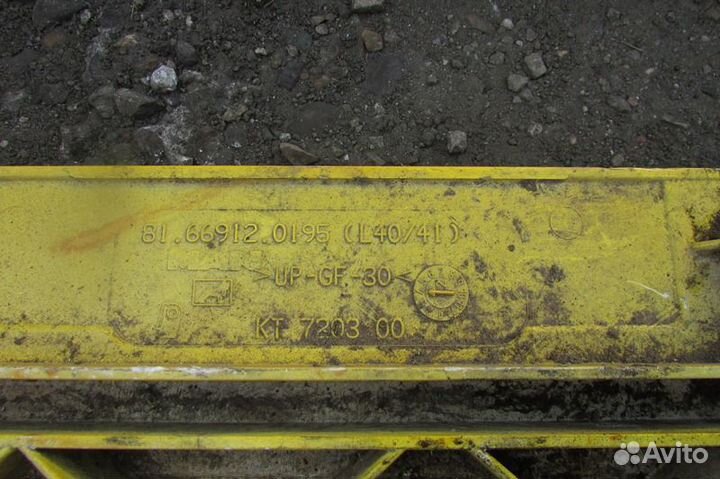 81.66912.0195 (L40/41)
>UP-GF-30<
KT 7203 00
Avito